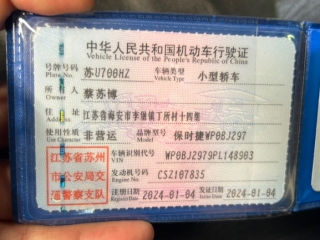 中华人民共和国机动车行驶证
Vehicle License of the People's Republic of China
号牌号码 苏U700HZ 车辆类型 小型轿车
Plate No. Vehicle Type
所有人 蔡苏博
Owner
住址 江苏省海安市李堡镇丁所村十四组
Address
使用性质 非营运 品牌型号 保时捷WP0BJ297
Use Character Model
江苏省苏州市公安局交通警察支队
车辆识别代号 WP0BJ2979PL148903
VIN
发动机号码 CSZ107835
Engine No.
注册日期 2024-01-04 发证日期 2024-01-04
Register Date Issue Date